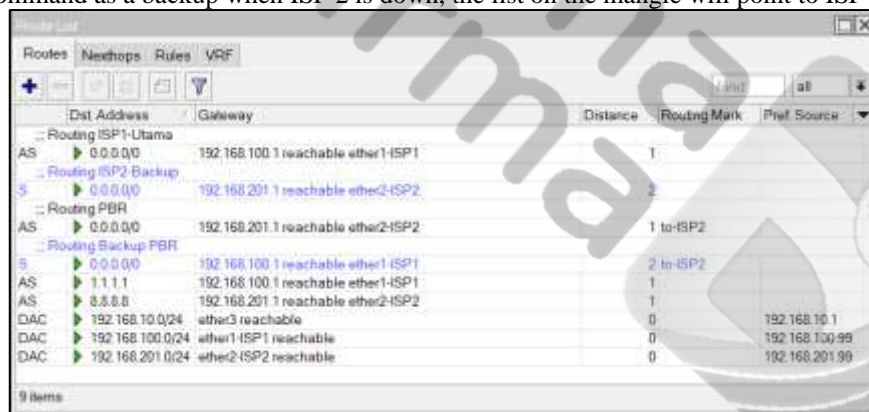 command as a backup when ISP 2 is down, the list on the mangle will point to ISP
Route List
Routes Nexthops Rules VRF
Find all
Dst. Address Gateway Distance Routing Mark Pref. Source
::: Routing ISP1-Utama
AS 0.0.0.0/0 192.168.100.1 reachable ether1-ISP1 1
::: Routing ISP2-Backup
S 0.0.0.0/0 192.168.201.1 reachable ether2-ISP2 2
::: Routing PBR
AS 0.0.0.0/0 192.168.201.1 reachable ether2-ISP2 1 to-ISP2
::: Routing Backup PBR
S 0.0.0.0/0 192.168.100.1 reachable ether1-ISP1 2 to-ISP2
AS 1.1.1.1 192.168.100.1 reachable ether1-ISP1 1
AS 8.8.8.8 192.168.201.1 reachable ether2-ISP2 1
DAC 192.168.10.0/24 ether3 reachable 0 192.168.10.1
DAC 192.168.100.0/24 ether1-ISP1 reachable 0 192.168.100.99
DAC 192.168.201.0/24 ether2-ISP2 reachable 0 192.168.201.99
9 items